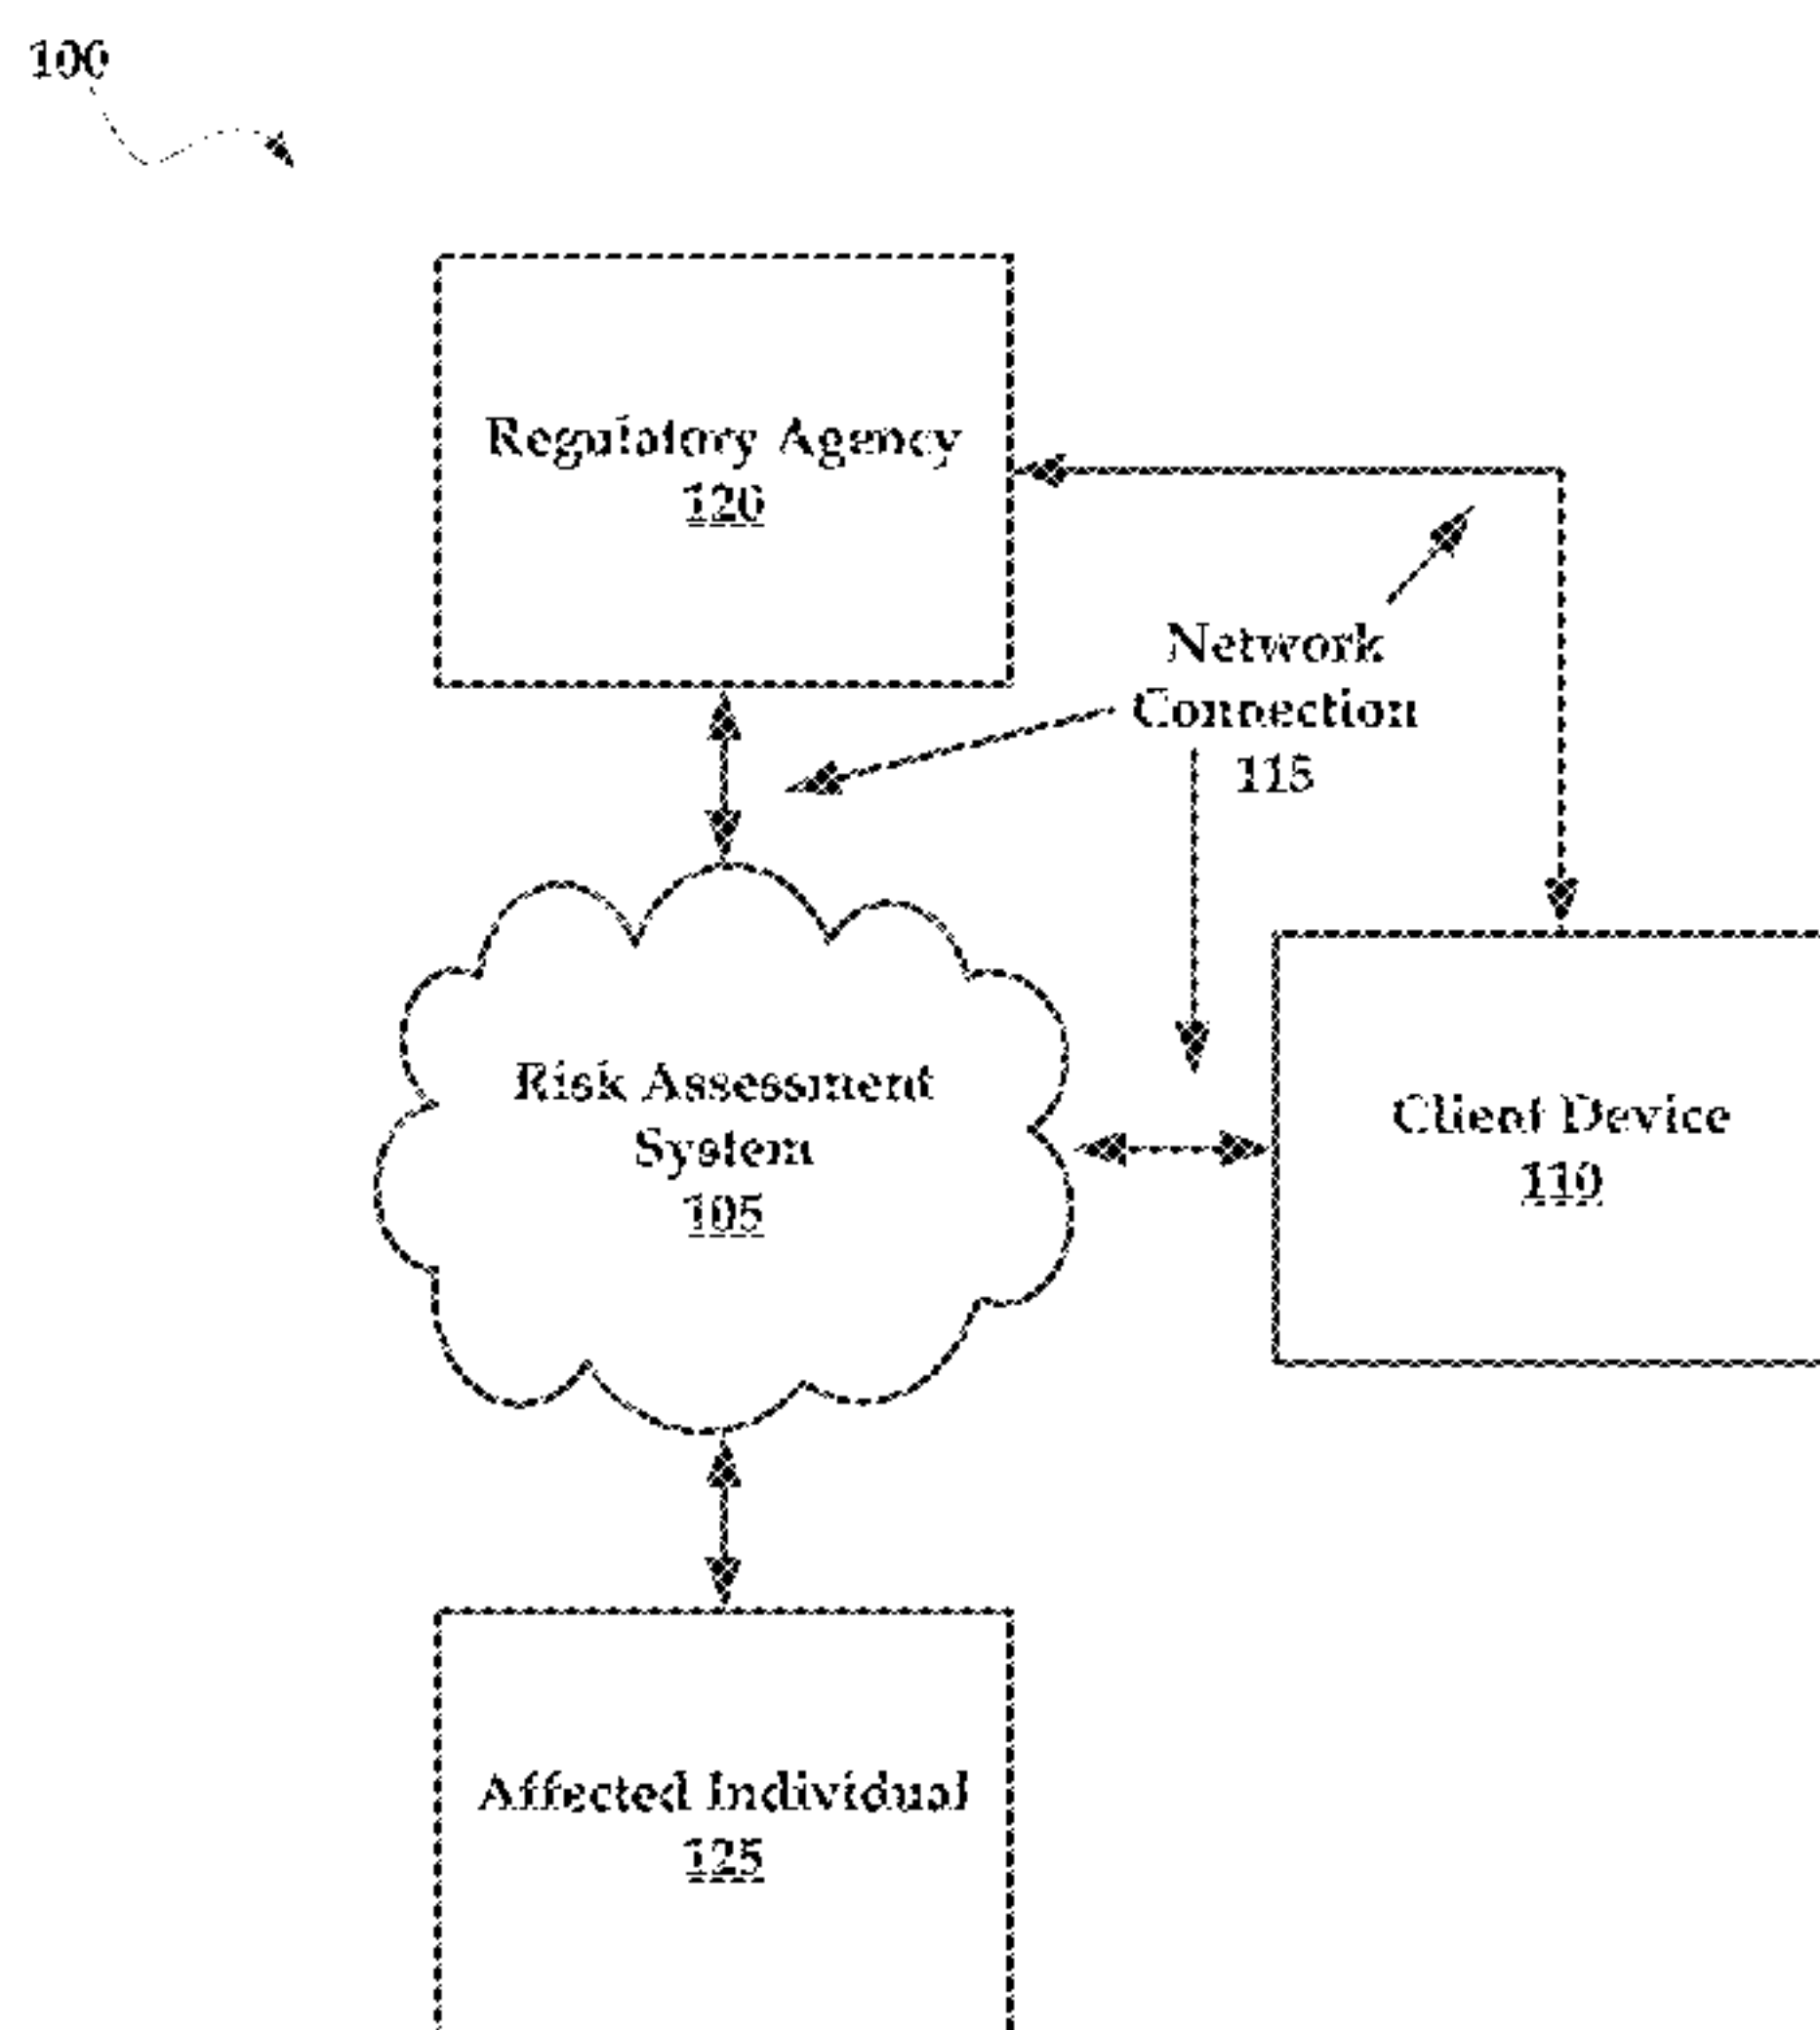 100
Regulatory Agency
120
Network
Connection
115
Risk Assessment
System
105
Client Device
110
Affected Individual
125